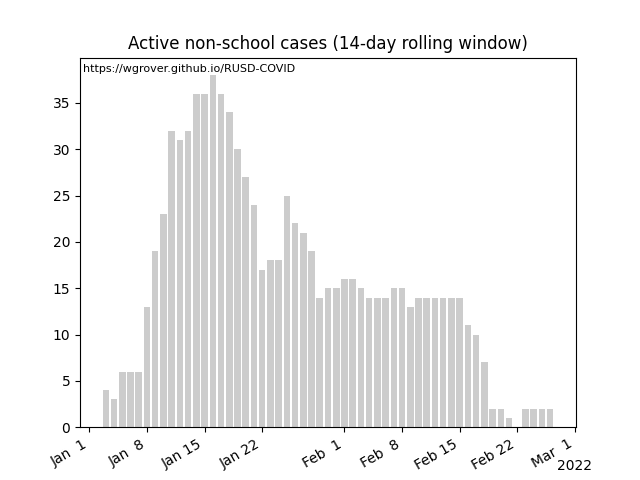 Active non-school cases (14-day rolling window)
https://wgrover.github.io/RUSD-COVID
35
30
25
20
15
10
5
0
Jan 1
Jan 8
Jan 15
Jan 22
Feb 1
Feb 8
Feb 15
Feb 22
Mar 1
2022